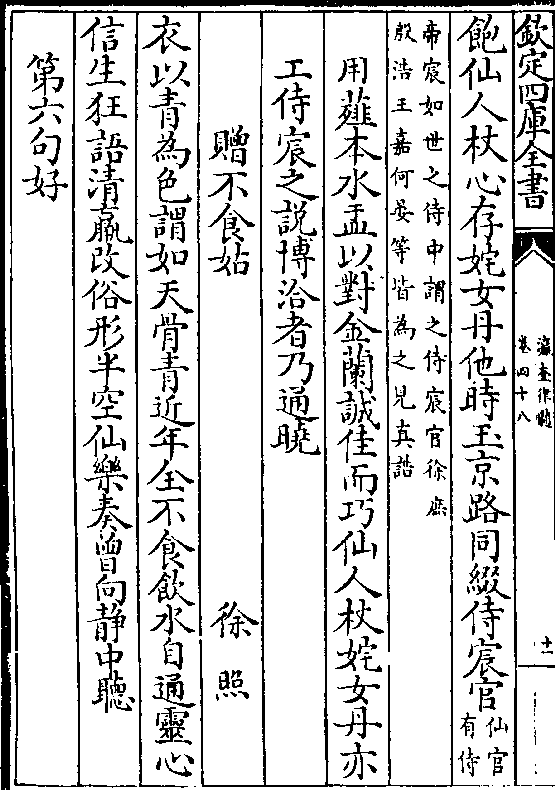 欽定四庫全書
瀛奎律髓
卷四十八
十一
飽仙人杖心存姹女丹他時玉京路同綴侍宸官仙官
有侍
帝宸如世之侍中謂之侍宸官徐庶
殷浩王嘉何晏等皆為之見真誥
用薤本水盂以對金蘭誠佳而巧仙人杖姹女丹亦
工侍宸之説博洽者乃通曉
贈不食姑
徐照
衣以青為色謂如天骨青近年全不食飲水自通靈心
信生狂語清羸改俗形半空仙樂奏曾向静中聽
第六句好